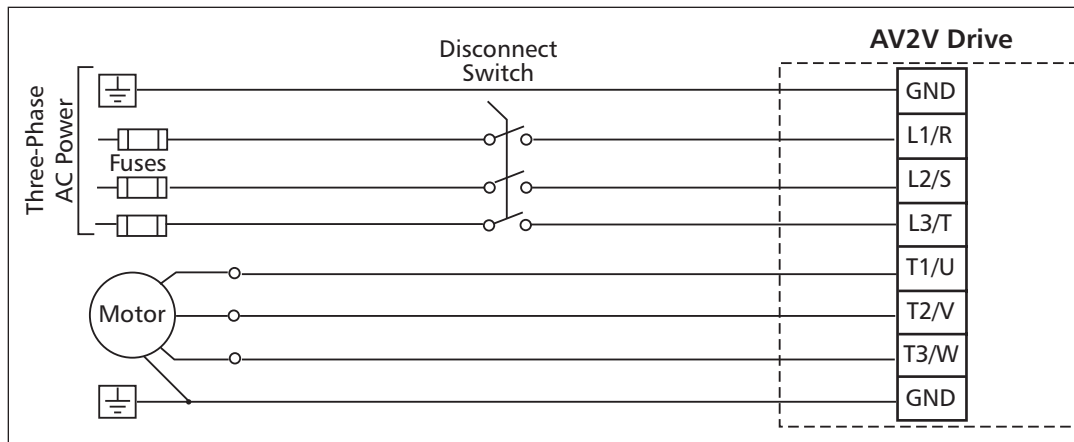 AV2V Drive
Disconnect
Switch
Three-Phase
AC Power
Fuses
GND
L1/R
L2/S
L3/T
T1/U
T2/V
T3/W
GND
Motor